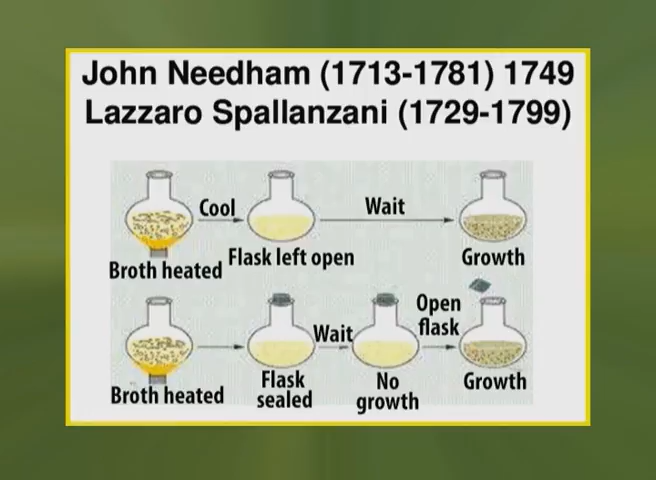 John Needham (1713-1781) 1749
Lazzaro Spallanzani (1729-1799)
Cool
Wait
Broth heated
Flask left open
Growth
Open
flask
Wait
Broth heated
Flask
sealed
No
growth
Growth